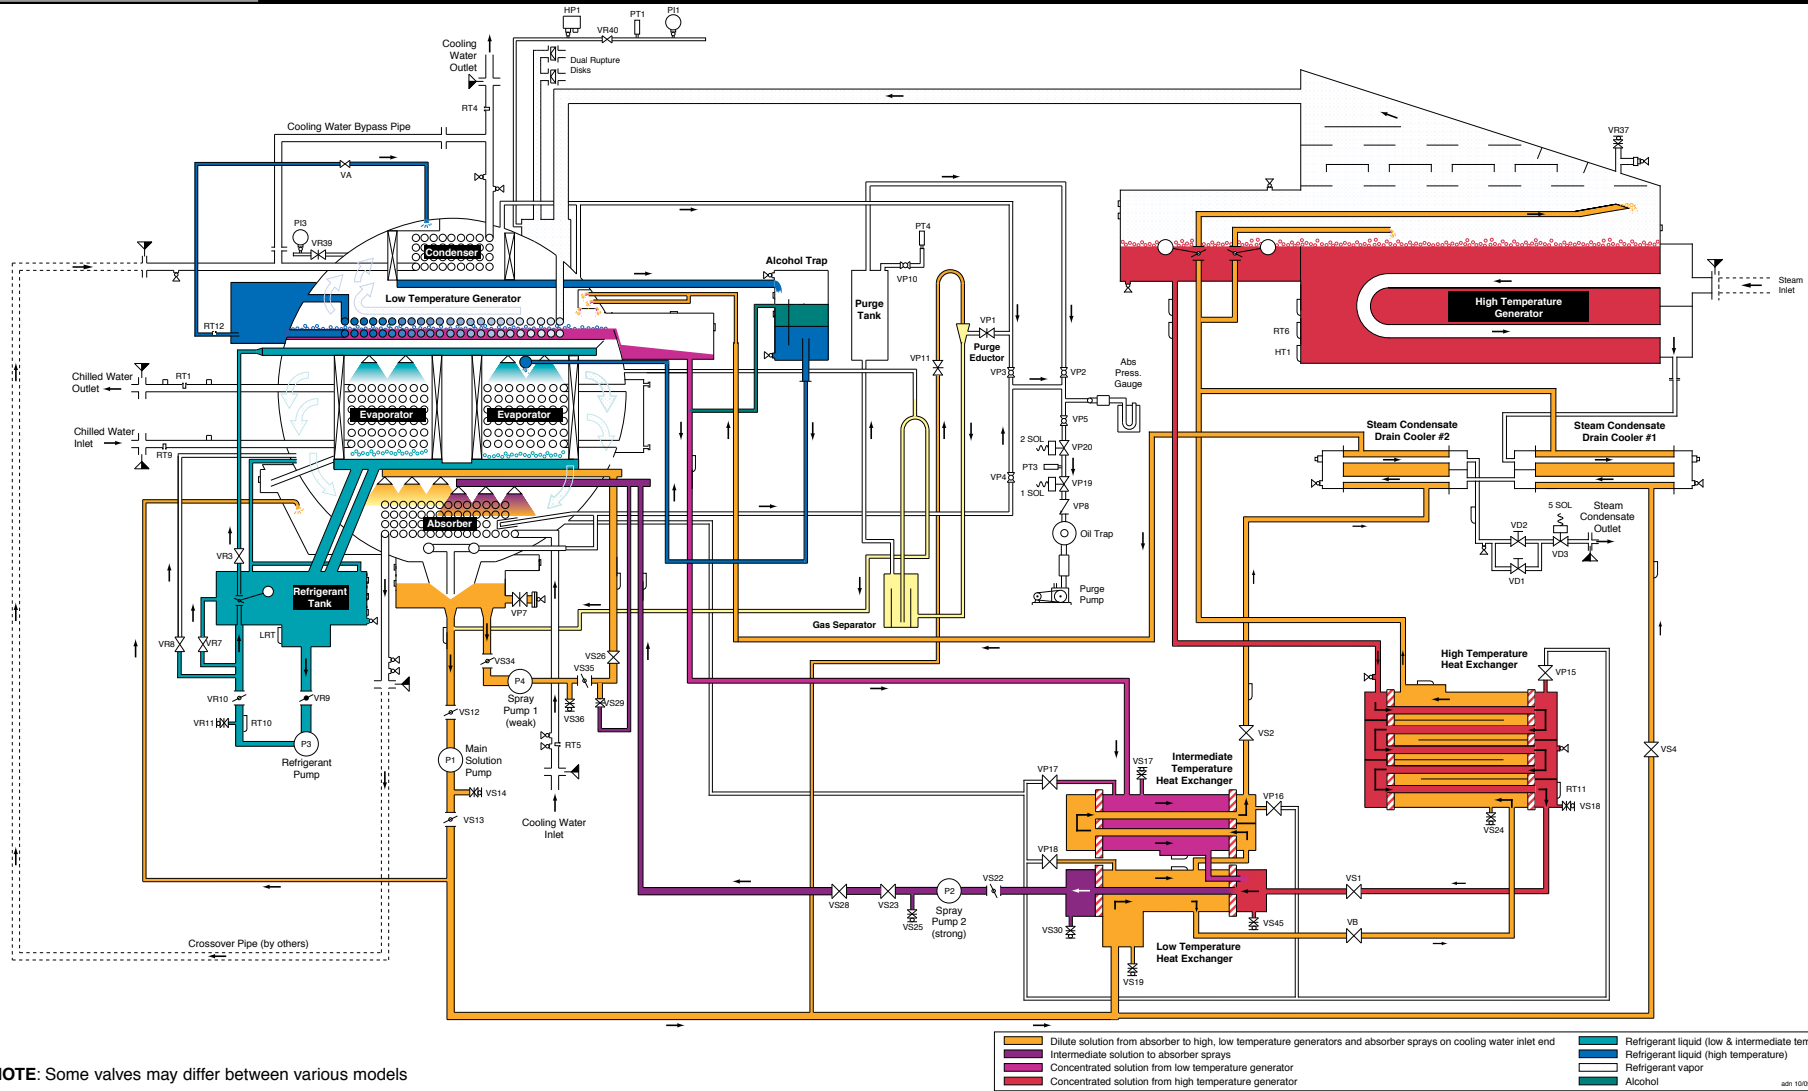 HP1
PT1
PI1
VR40
Cooling
Water
Outlet
Dual Rupture
Disks
RT4
Cooling Water Bypass Pipe
VR37
VA
PI3
VR39
PT4
Condenser
Alcohol Trap
VP10
Low Temperature Generator
Purge
Tank
Steam
Inlet
High Temperature
Generator
RT12
VP1
Purge
Eductor
RT6
HT1
VP11
Abs
Press.
Gauge
VP3
VP2
Chilled Water
Outlet
RT1
Evaporator
Evaporator
VP5
Chilled Water
Inlet
RT9
2 SOL
VP20
Steam Condensate
Drain Cooler #2
Steam Condensate
Drain Cooler #1
PT3
VP4
VP19
1 SOL
VP8
Absorber
Oil Trap
5 SOL
Steam
Condensate
Outlet
VD2
VD3
VD1
VR3
Refrigerant
Tank
VP7
Purge
Pump
Gas Separator
LRT
VR8
VR7
VS34
VS26
VS35
High Temperature
Heat Exchanger
VP15
P4
Spray
Pump 1
(weak)
VR10
VR9
VS29
VS36
VS12
VR11
RT10
P3
Refrigerant
Pump
P1
Main
Solution
Pump
RT5
VS2
VS4
Intermediate
Temperature
Heat Exchanger
VS17
VP17
VS14
VP16
RT11
VS18
VS13
Cooling Water
Inlet
VS24
VP18
VS22
VS28
VS23
P2
VS1
Spray
Pump 2
(strong)
VS25
VS30
VS45
VB
Crossover Pipe (by others)
Low Temperature
Heat Exchanger
VS19
Dilute solution from absorber to high, low temperature generators and absorber sprays on cooling water inlet end
Intermediate solution to absorber sprays
Concentrated solution from low temperature generator
Concentrated solution from high temperature generator
Refrigerant liquid (low & intermediate tem
Refrigerant liquid (high temperature)
Refrigerant vapor
Alcohol
adn 10/0
OTE: Some valves may differ between various models